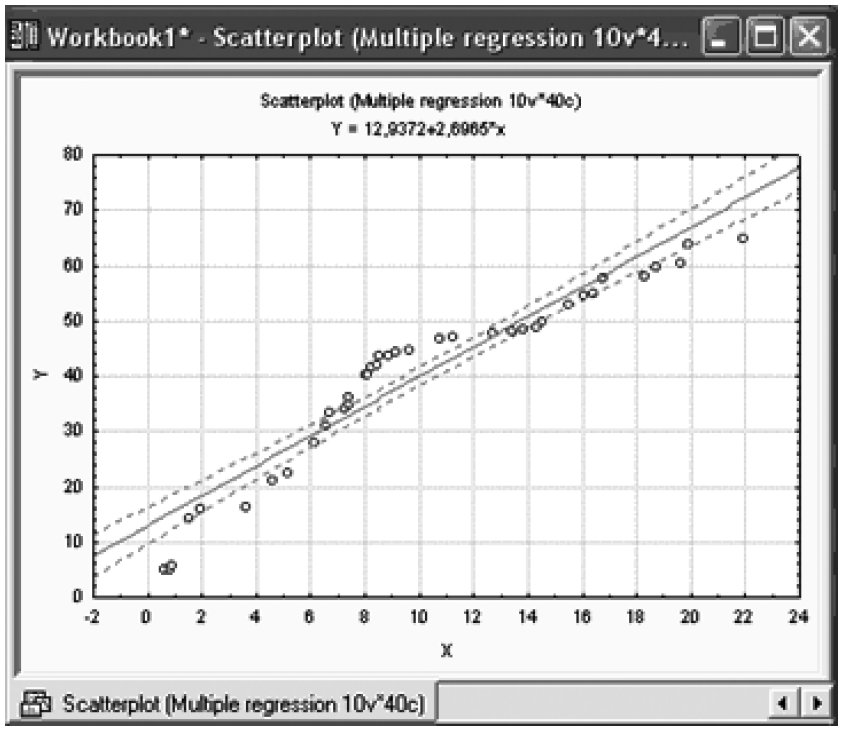 Workbook1* - Scatterplot (Multiple regression 10v*4...
Scatterplot (Multiple regression 10v*40c)
Y = 12,9372+2,6965*x
80
70
60
50
40
30
20
10
0
Y
-2 0 2 4 6 8 10 12 14 16 18 20 22 24
X
Scatterplot (Multiple regression 10v*40c)